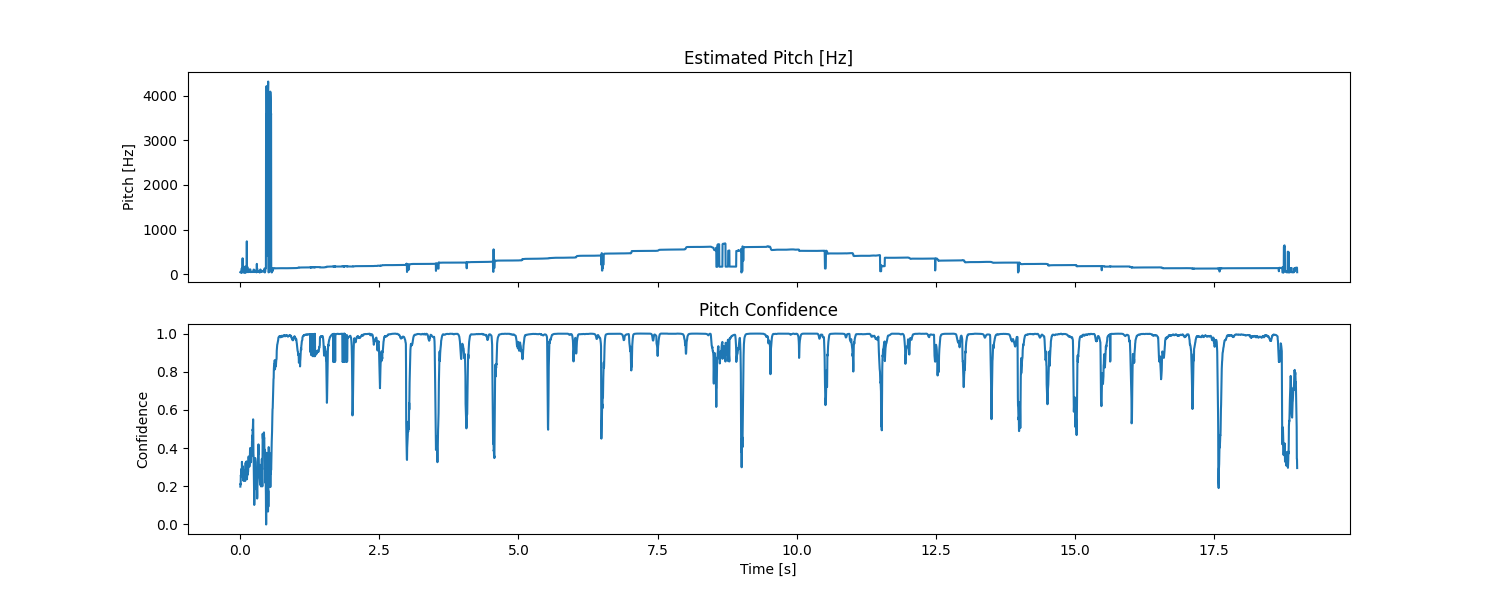 Estimated Pitch [Hz]
4000
3000
2000
1000
0
Pitch [Hz]
Pitch Confidence
1.0
0.8
0.6
0.4
0.2
0.0
Confidence
0.0 2.5 5.0 7.5 10.0 12.5 15.0 17.5
Time [s]